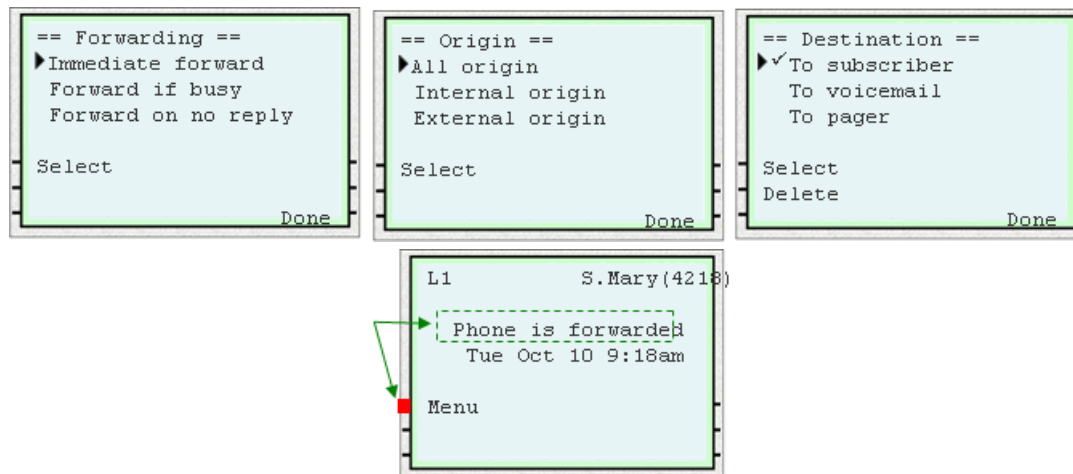 == Forwarding ==
Immediate forward
Forward if busy
Forward on no reply
Select
Done
== Origin ==
All origin
Internal origin
External origin
Select
Done
== Destination ==
✓To subscriber
To voicemail
To pager
Select
Delete
Done
L1 S.Mary(4218)
Phone is forwarded
Tue Oct 10 9:18am
Menu